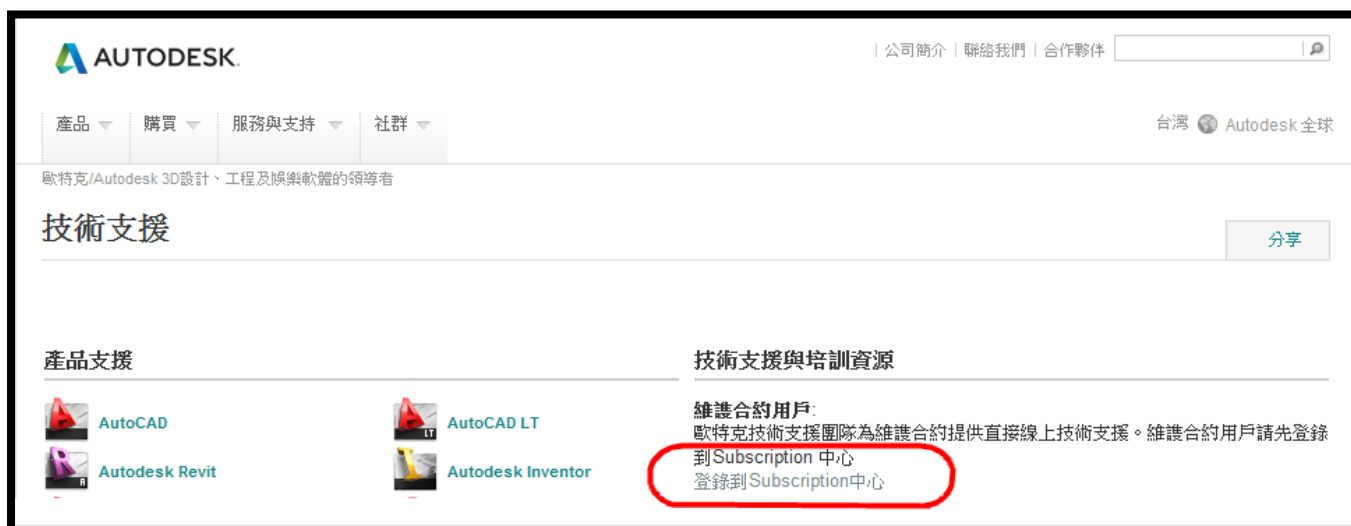 AUTODESK.
| 公司簡介 | 聯絡我們 | 合作夥伴
產品 購買 服務與支持 社群
台灣 Autodesk 全球
歐特克/Autodesk 3D設計、工程及娛樂軟體的領導者
技術支援
分享
產品支援
AutoCAD
AutoCAD LT
LT
Autodesk Revit
R
Autodesk Inventor
技術支援與培訓資源
維護合約用戶:
歐特克技術支援團隊為維護合約提供直接線上技術支援。維護合約用戶請先登錄
到Subscription 中心
登錄到Subscription中心